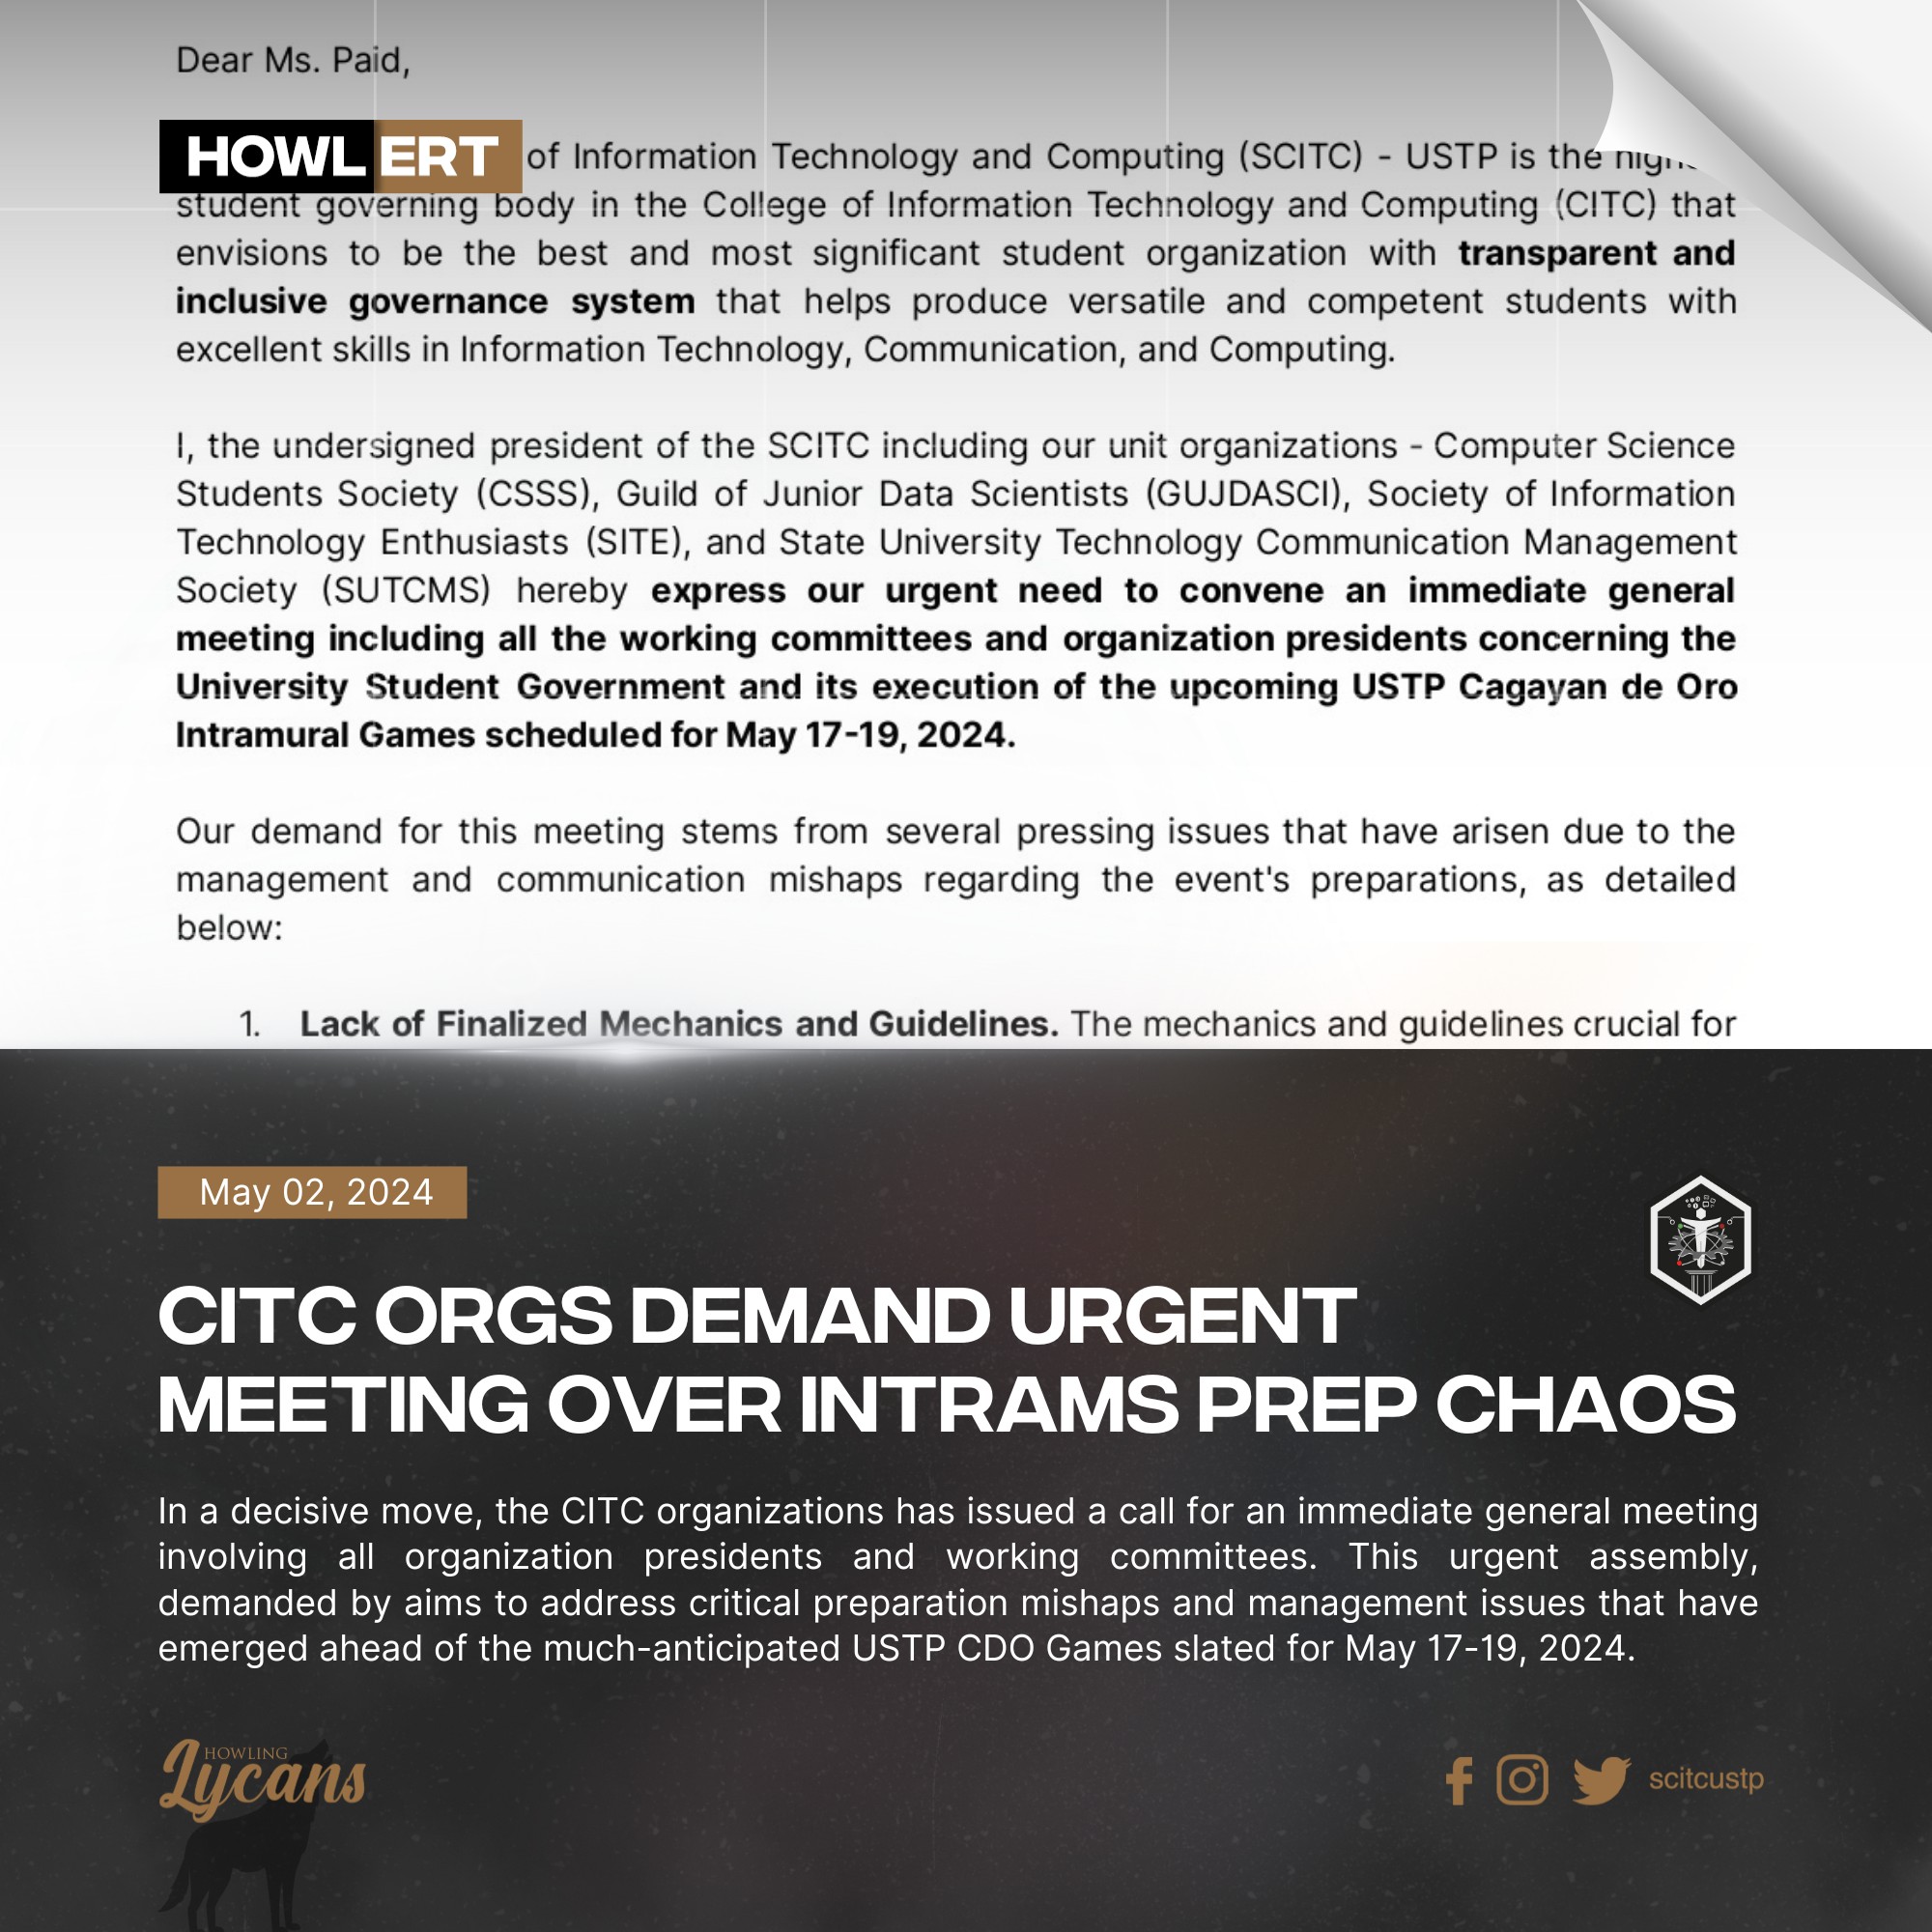 Dear Ms. Paid,
HOWLERT
of Information Technology and Computing (SCITC) - USTP is the
student governing body in the College of Information Technology and Computing (CITC) that
envisions to be the best and most significant student organization with transparent and
inclusive governance system that helps produce versatile and competent students with
excellent skills in Information Technology, Communication, and Computing.
I, the undersigned president of the SCITC including our unit organizations - Computer Science
Students Society (CSSS), Guild of Junior Data Scientists (GUJDASCI), Society of Information
Technology Enthusiasts (SITE), and State University Technology Communication Management
Society (SUTCMS) hereby express our urgent need to convene an immediate general
meeting including all the working committees and organization presidents concerning the
University Student Government and its execution of the upcoming USTP Cagayan de Oro
Intramural Games scheduled for May 17-19, 2024.
Our demand for this meeting stems from several pressing issues that have arisen due to the
management and communication mishaps regarding the event's preparations, as detailed
below:
1. Lack of Finalized Mechanics and Guidelines. The mechanics and guidelines crucial for
May 02, 2024
CITC ORGS DEMAND URGENT
MEETING OVER INTRAMS PREP CHAOS
In a decisive move, the CITC organizations has issued a call for an immediate general meeting
involving all organization presidents and working committees. This urgent assembly,
demanded by aims to address critical preparation mishaps and management issues that have
emerged ahead of the much-anticipated USTP CDO Games slated for May 17-19, 2024.
HOWLING
Lycans
scitcustp